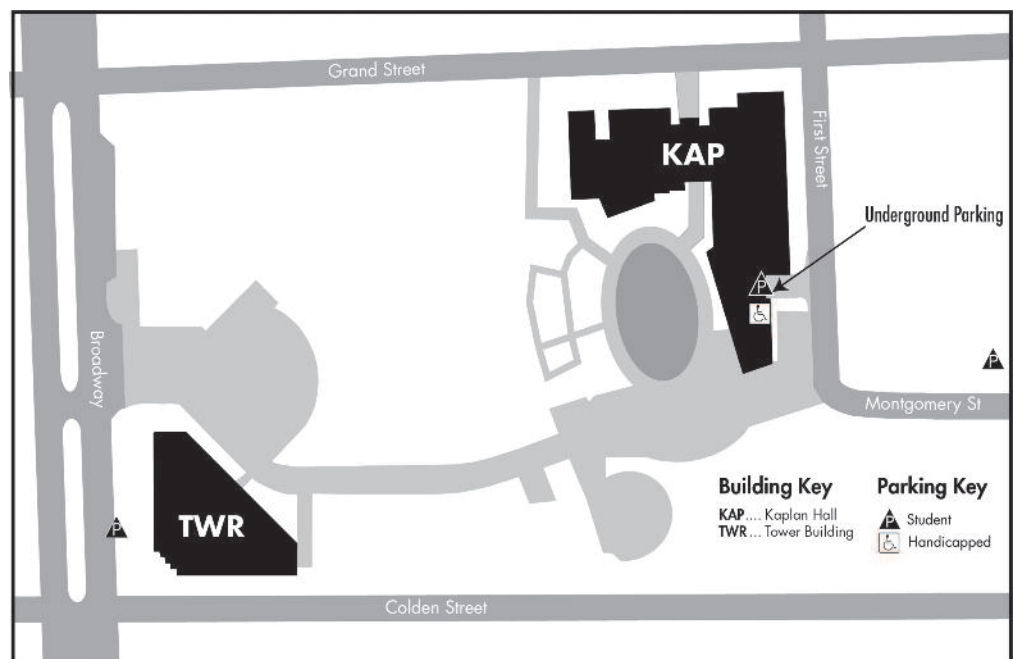 Grand Street
First Street
KAP
Underground Parking
P
P
Broadway
Montgomery St
Building Key
KAP.... Kaplan Hall
TWR... Tower Building
Parking Key
P Student
Handicapped
P
TWR
Colden Street